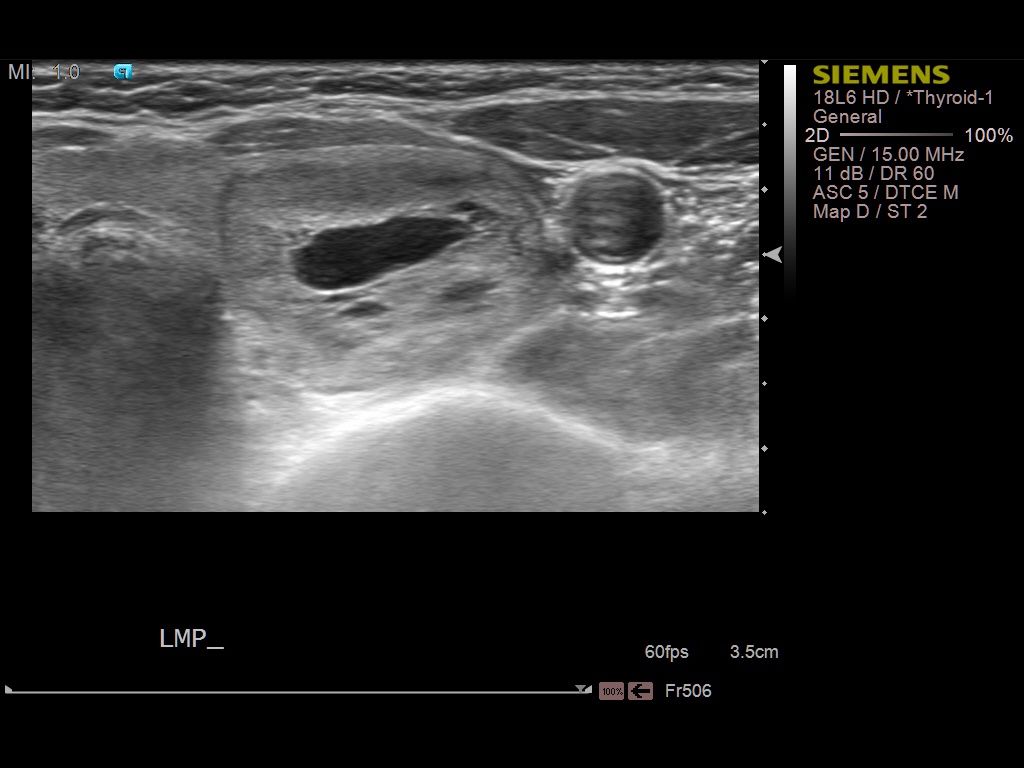 MI: 1.0
SIEMENS
18L6 HD / *Thyroid-1
General
2D 100%
GEN / 15.00 MHz
11 dB / DR 60
ASC 5 / DTCE M
Map D / ST 2
LMP_
60fps 3.5cm
100% Fr506